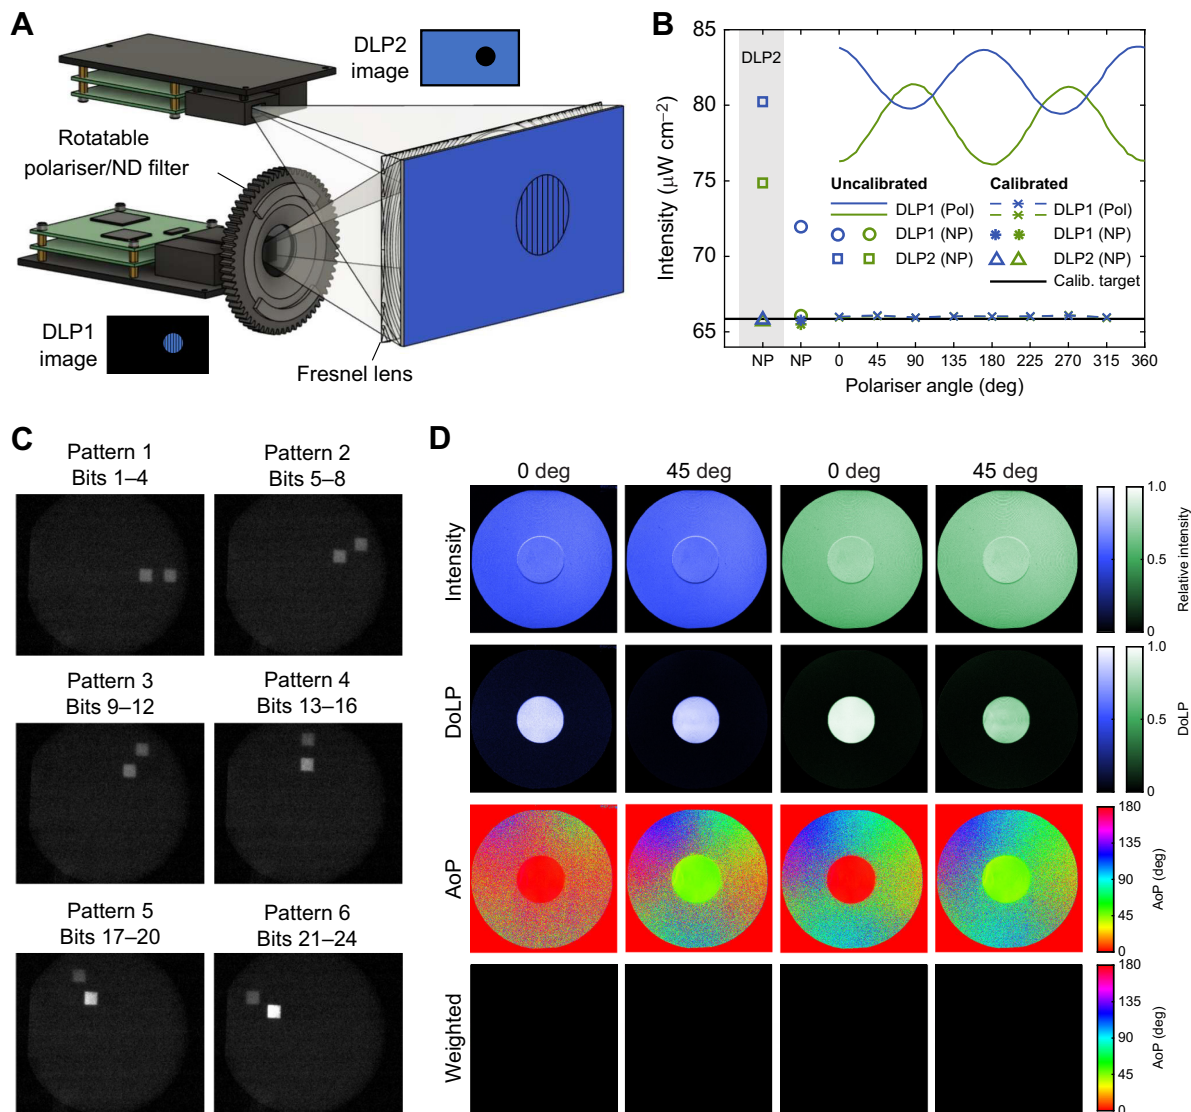 A
DLP2
image
Rotatable
polariser/ND filter
DLP1
image
Fresnel lens
B
85
80
75
70
65
Intensity (µW cm−2)
DLP2
Uncalibrated
Calibrated
DLP1 (Pol)
DLP1 (Pol)
DLP1 (NP)
DLP1 (NP)
DLP2 (NP)
DLP2 (NP)
Calib. target
NP NP 0 45 90 135 180 225 270 315 360
Polariser angle (deg)
C
Pattern 1
Bits 1–4
Pattern 2
Bits 5–8
Pattern 3
Bits 9–12
Pattern 4
Bits 13–16
Pattern 5
Bits 17–20
Pattern 6
Bits 21–24
D
0 deg 45 deg 0 deg 45 deg
Intensity
1.0
0.5
0
Relative intensity
DoLP
1.0
0.5
0
DoLP
AoP
180
135
90
45
0
AoP (deg)
Weighted
180
135
90
45
0
AoP (deg)